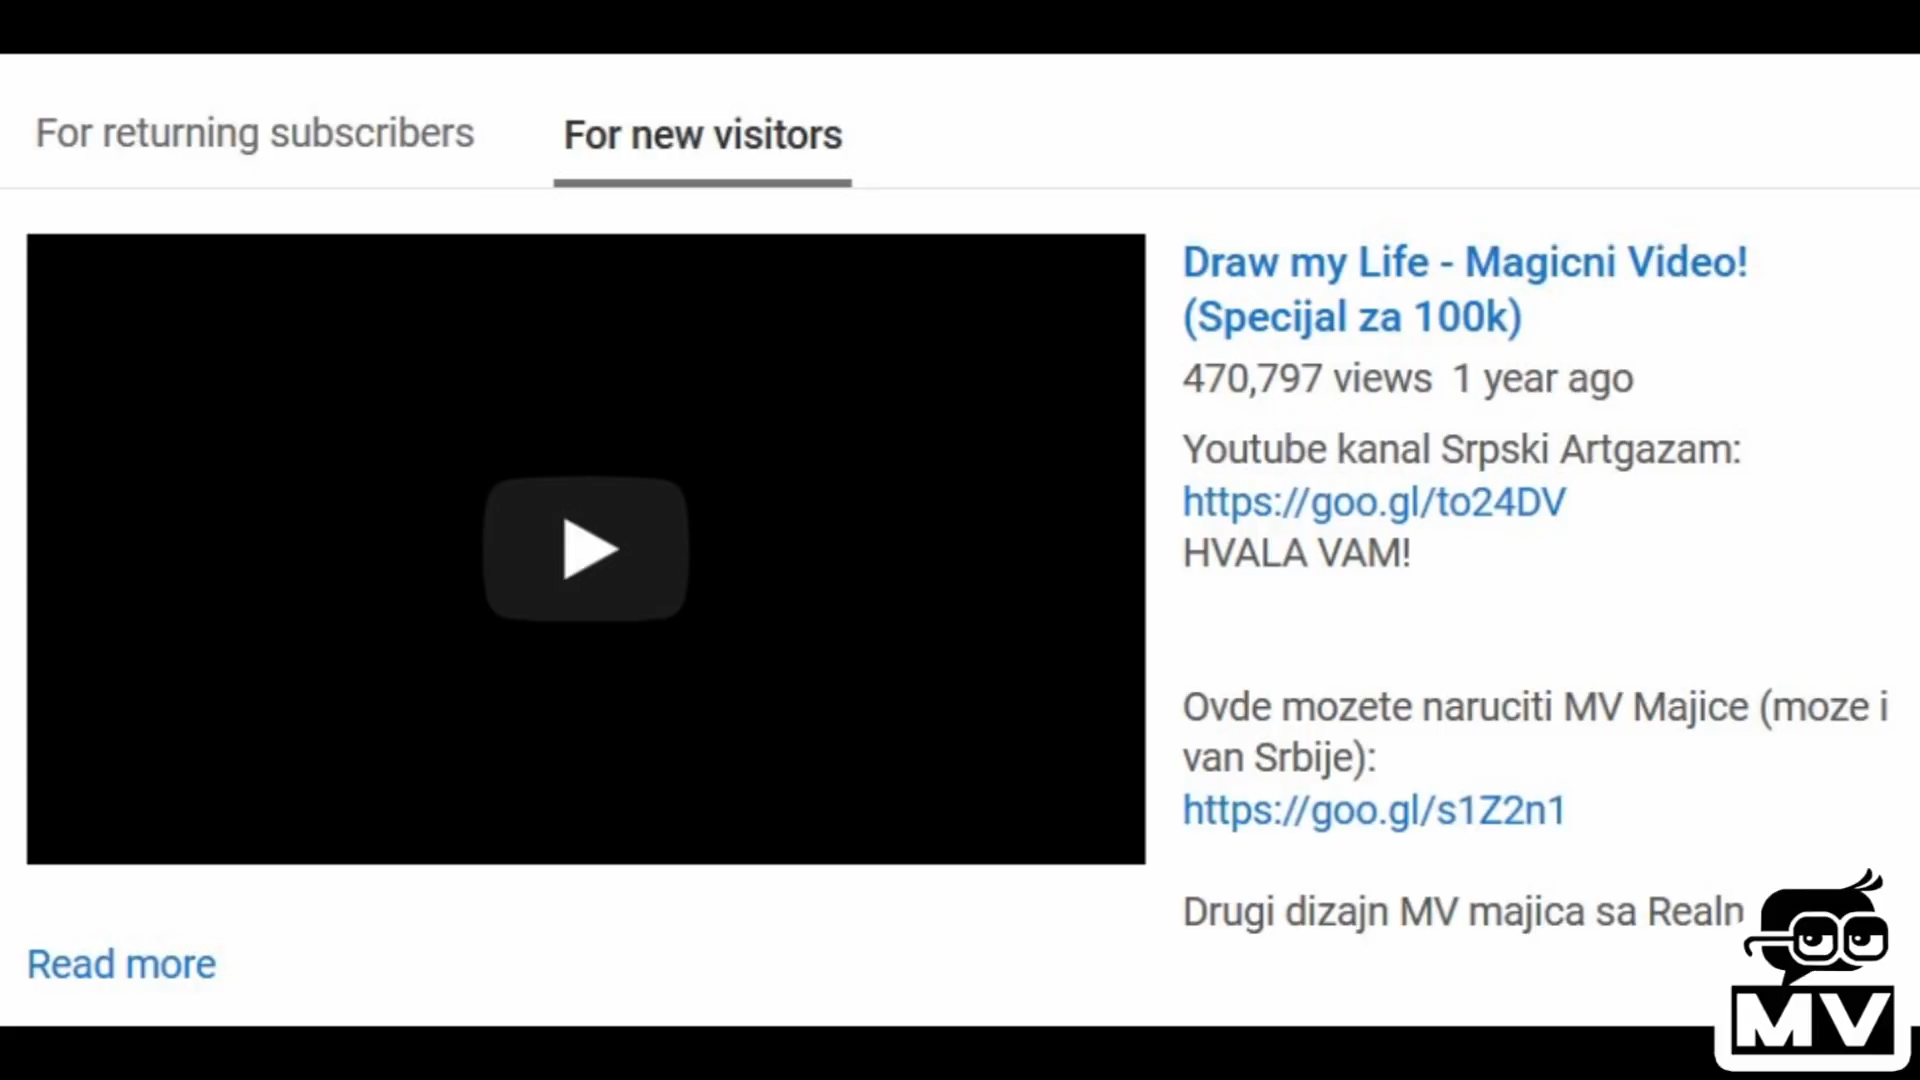 For returning subscribers
For new visitors
Draw my Life - Magicni Video!
(Specijal za 100k)
470,797 views 1 year ago
Youtube kanal Srpski Artgazam:
https://goo.gl/to24DV
HVALA VAM!
Ovde mozete naruciti MV Majice (moze i
van Srbije):
https://goo.gl/s1Z2n1
Drugi dizajn MV majica sa
Read more
MV